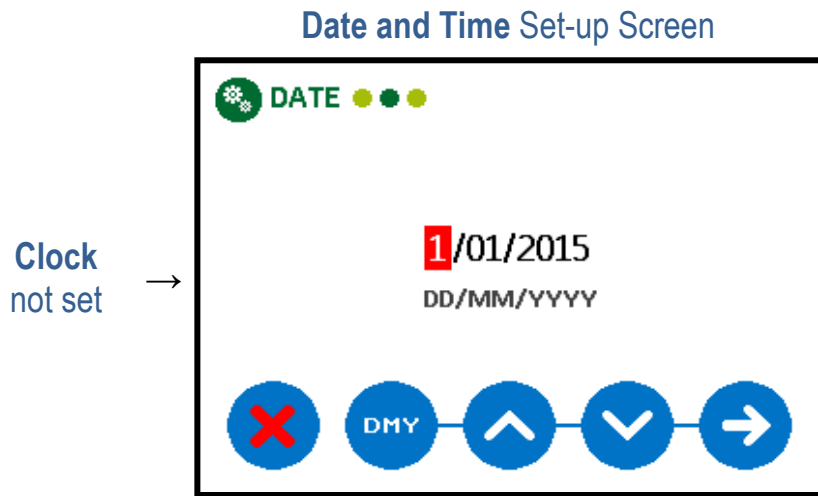 Date and Time Set-up Screen
DATE
Clock
not set
→
1/01/2015
DD/MM/YYYY
DMY